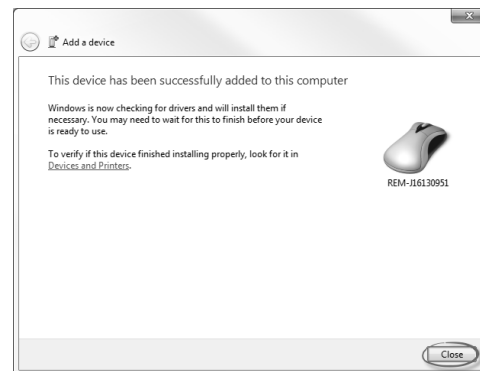 Add a device
This device has been successfully added to this computer
Windows is now checking for drivers and will install them if
necessary. You may need to wait for this to finish before your device
is ready to use.
To verify if this device finished installing properly, look for it in
Devices and Printers.
REM-J16130951
Close